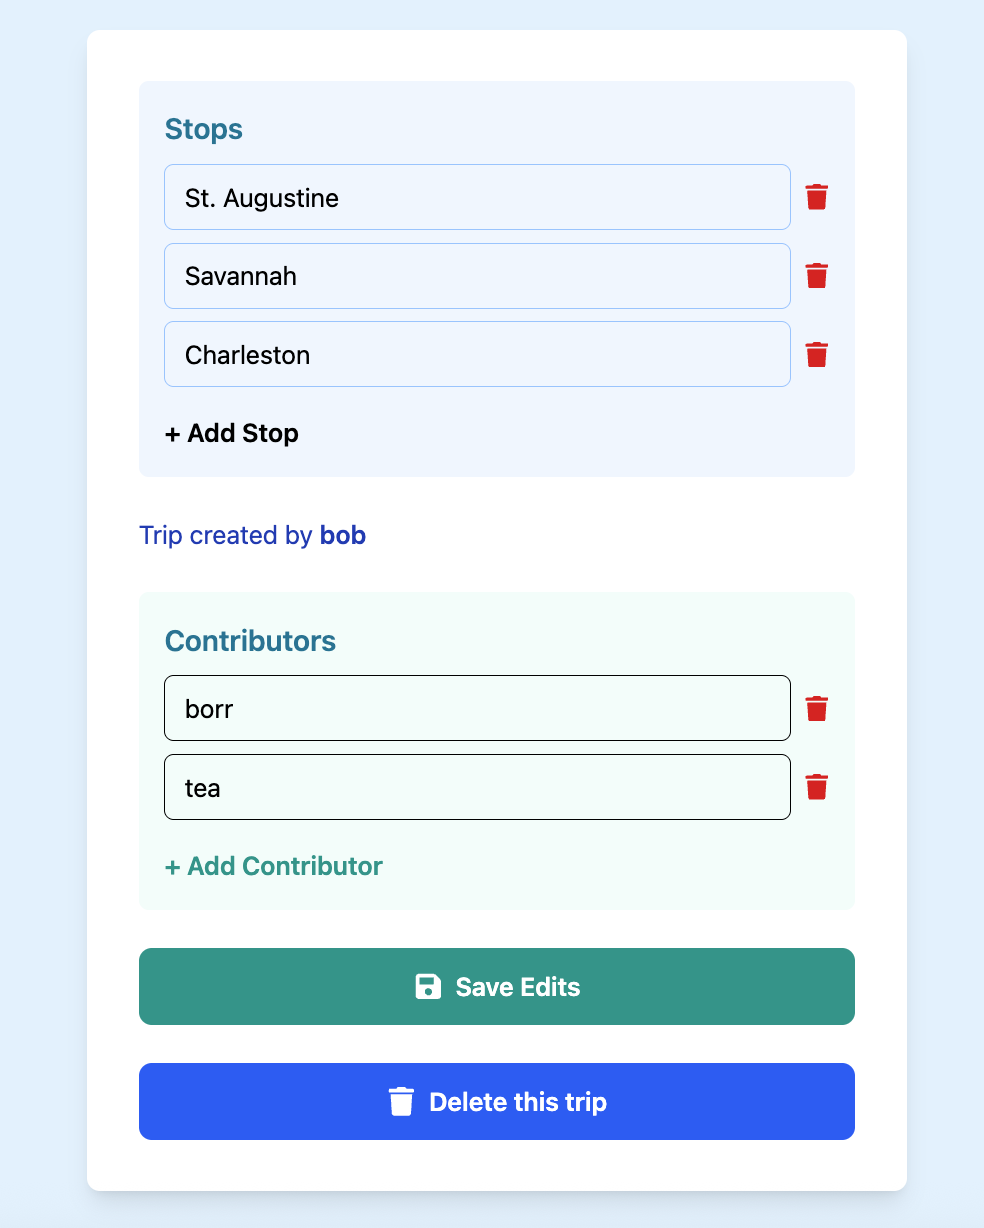 Stops
St. Augustine
Savannah
Charleston
+ Add Stop
Trip created by bob
Contributors
borr
tea
+ Add Contributor
Save Edits
Delete this trip